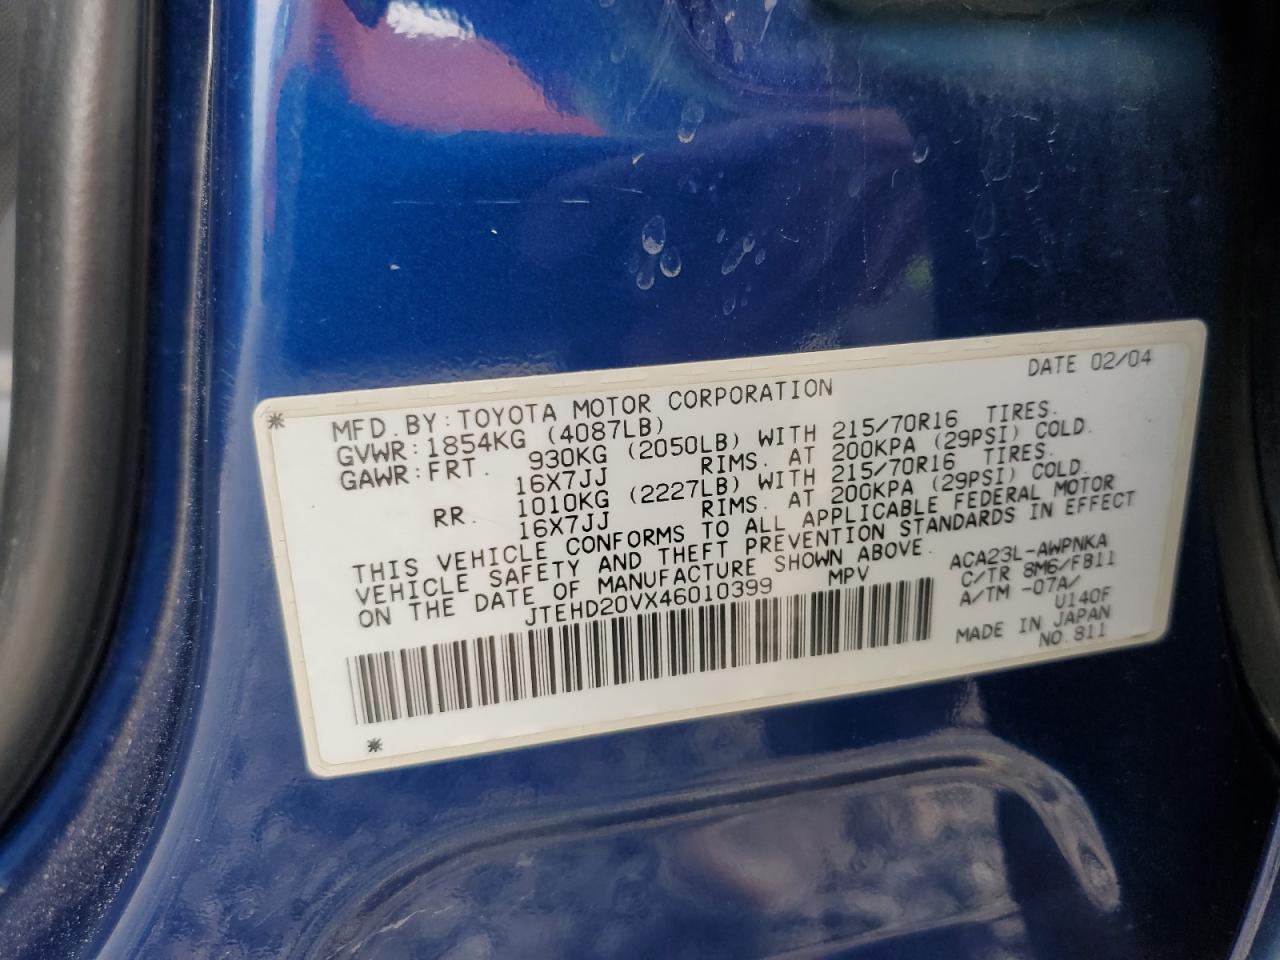 DATE 02/04
MFD. BY: TOYOTA MOTOR CORPORATION
GVWR: 1854KG (4087LB)
GAWR: FRT. 930KG (2050LB) WITH 215/70R16 TIRES.
16X7JJ RIMS. AT 200KPA (29PSI) COLD.
RR. 1010KG (2227LB) WITH 215/70R16 TIRES.
16X7JJ RIMS. AT 200KPA (29PSI) COLD.
THIS VEHICLE CONFORMS TO ALL APPLICABLE FEDERAL MOTOR
VEHICLE SAFETY AND THEFT PREVENTION STANDARDS IN EFFECT
ON THE DATE OF MANUFACTURE SHOWN ABOVE.
JTEHD20VX46010399 MPV
ACA23L-AWPNKA
C/TR 8M6/FB11
A/TM -07A/
U140F
MADE IN JAPAN
NO.811